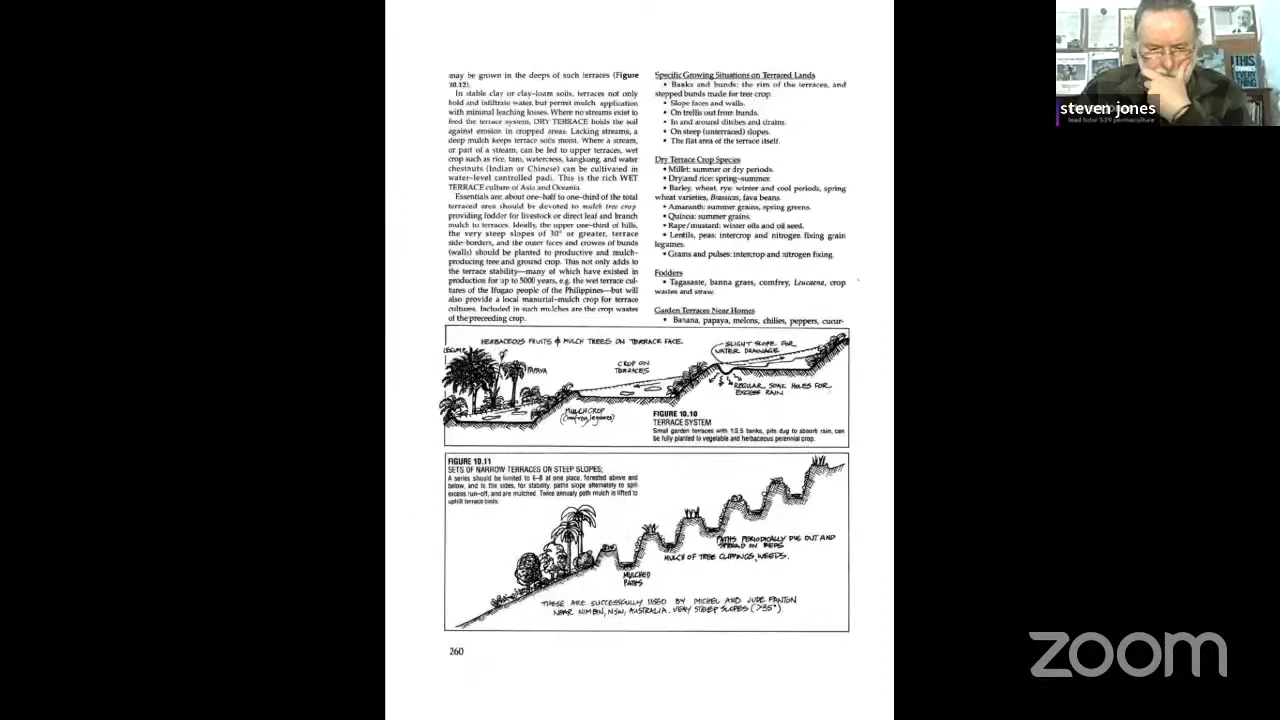 may be grown in the deeps of such terraces (Figure
10.12).
In stable clay or clay-loam soils, terraces not only
hold and infiltrate water, but permit mulch application
with minimal leaching losses. Where no streams exist to
feed the terrace system, DRY TERRACE holds the soil
against erosion in cropped areas. Lacking streams, a
deep mulch keeps terrace soils moist. Where a stream,
or part of a stream, can be led to upper terraces, wet
crop such as rice, taro, watercress, kangkong, and water
chestnuts (Indian or Chinese) can be cultivated in
water-level controlled padi. This is the rich WET
TERRACE culture of Asia and Oceania.
Essentials are about one-half to one-third of the total
terraced area should be devoted to mulch tree crop
providing fodder for livestock or direct leaf and branch
mulch to terraces. Ideally, the upper one-third of hills,
the very steep slopes of 30° or greater, terrace
side-borders, and the outer faces and crowns of bunds
(walls) should be planted to productive and mulch-
producing tree and ground crop. This not only adds to
the terrace stability—many of which have existed in
production for up to 5000 years, e.g. the wet terrace cul-
tures of the Ifugao people of the Philippines—but will
also provide a local manurial-mulch crop for terrace
cultures. Included in such mulches are the crop wastes
of the preceeding crop.
Specific Growing Situations on Terraced Lands
• Banks and bunds: the rim of the terraces, and
stepped bunds made for tree crop.
• Slope faces and walls.
• On trellis out from bunds.
• In and around ditches and drains.
• On steep (unterraced) slopes.
• The flat area of the terrace itself.
Dry Terrace Crop Species
• Millet: summer or dry periods.
• Dryland rice: spring–summer.
• Barley, wheat, rye: winter and cool periods, spring
wheat varieties, Brassicas, fava beans.
• Amaranth: summer grains, spring greens.
• Quinoa: summer grains.
• Rape/mustard: winter oils and oil seed.
• Lentils, peas: intercrop and nitrogen fixing grain
legumes.
• Grams and pulses: intercrop and nitrogen fixing.
Fodders
• Tagasaste, banna grass, comfrey, Leucaena, crop
wastes and straw.
Garden Terraces Near Homes
• Banana, papaya, melons, chilies, peppers, cucur-
HERBACEOUS FRUITS & MULCH TREES ON TERRACE FACE.
LEGUME
PAPAYA
CROP ON
TERRACES
SLIGHT SLOPE FOR
WATER DRAINAGE
REGULAR SOAK HOLES FOR
EXCESS RAIN
MULCH CROP
(comfrey, legumes)
FIGURE 10.10
TERRACE SYSTEM
Small garden terraces with 1:2.5 banks, pits dug to absorb rain, can
be fully planted to vegetable and herbaceous perennial crop.
FIGURE 10.11
SETS OF NARROW TERRACES ON STEEP SLOPES;
A series should be limited to 6–8 at one place, forested above and
below, and to the sides, for stability; paths slope alternately to spill
excess run-off, and are mulched. Twice annualy path mulch is lifted to
uphill terrace beds.
PATHS PERIODICALLY DUG OUT AND
SPREAD ON BEDS
MULCH OF TREE CLIPPINGS, WEEDS.
MULCHED
PATHS
THESE ARE SUCCESSFULLY USED BY MICHEL AND JUDE FANTON
NEAR NIMBIN, NSW, AUSTRALIA. VERY STEEP SLOPES (>35°)
260
THIS
CHANGES
EVERY
THING
steven jones
lead tutor 539 permaculture
zoom